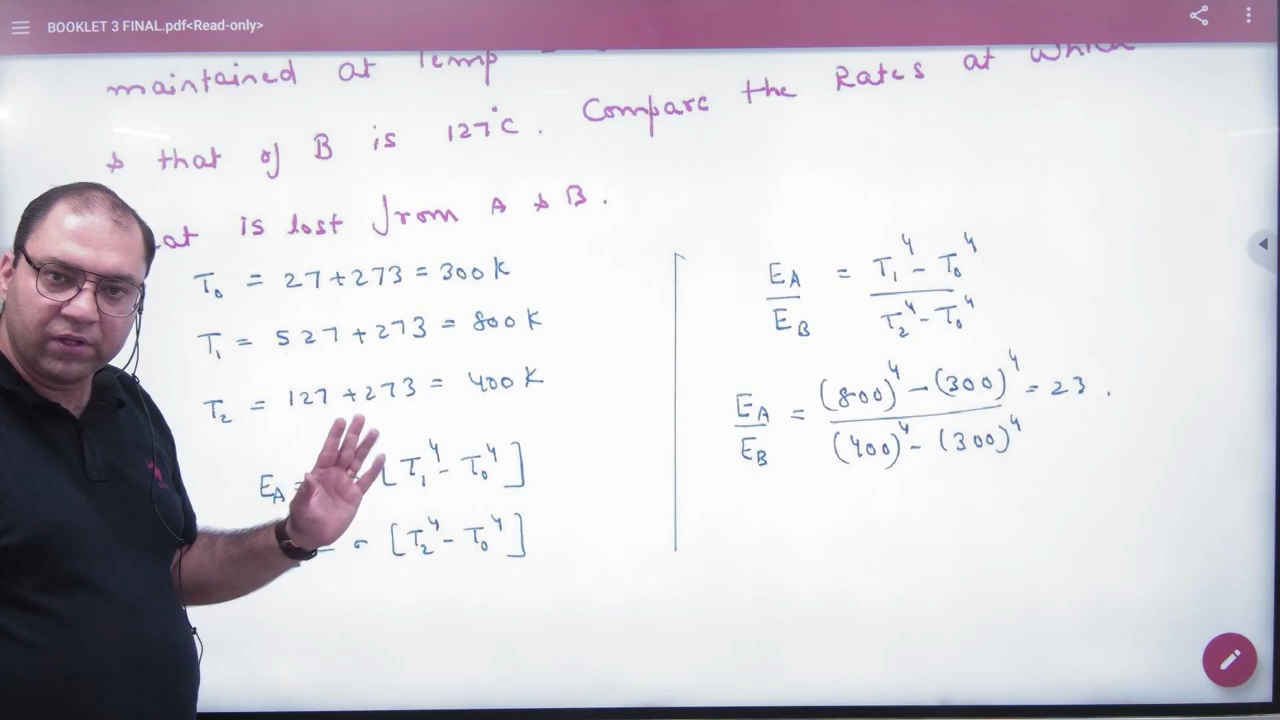 BOOKLET 3 FINAL.pdf<Read-only>
maintained at Temp
& that of B is 127°C. Compare the Rates at which
at is lost from A & B.
T₀ = 27+273 = 300 K
T₁ = 527+273 = 800 K
T₂ = 127+273 = 400 K
E_A = [T₁⁴ - T₀⁴]
= σ [T₂⁴ - T₀⁴]
E_A/E_B = (T₁⁴ - T₀⁴)/(T₂⁴ - T₀⁴)
E_A/E_B = ((800)⁴ - (300)⁴)/((400)⁴ - (300)⁴) = 23.